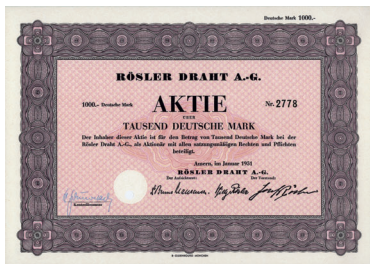 Deutsche Mark 1000.-
RÖSLER DRAHT A.-G.
1000.- Deutsche Mark AKTIE Nr. 2778
ÜBER
TAUSEND DEUTSCHE MARK
Der Inhaber dieser Aktie ist für den Betrag von Tausend Deutsche Mark bei der
Rösler Draht A.-G., als Aktionär mit allen satzungsmäßigen Rechten und Pflichten
beteiligt.
Amern, im Januar 1951
RÖSLER DRAHT A.-G.
Der Aufsichtsrat: Der Vorstand: